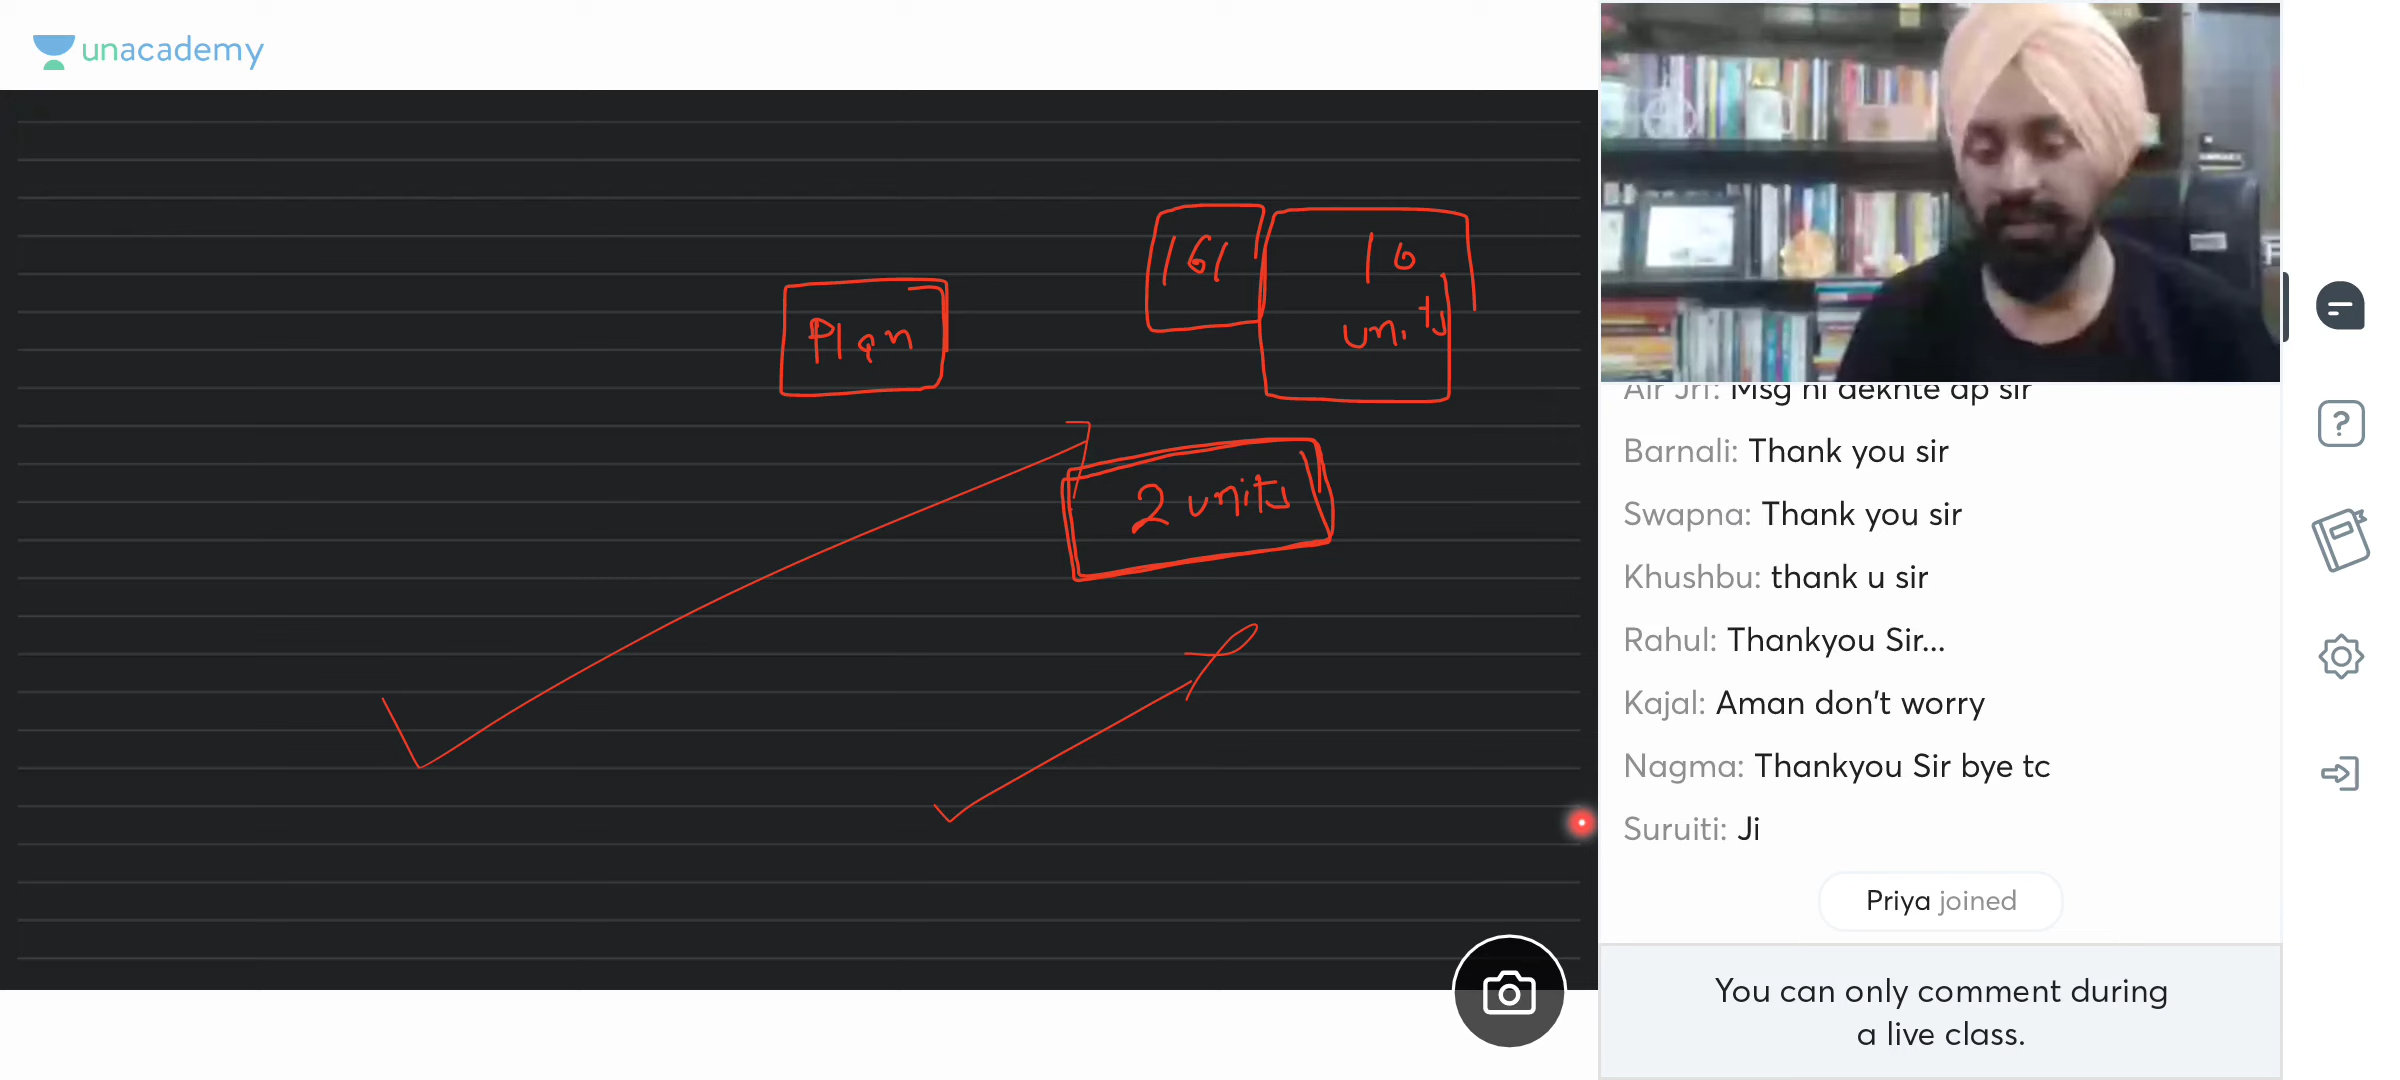 unacademy
161
10
units
Plan
2 units
Air Jrf: Msg ni dekhte ap sir
Barnali: Thank you sir
Swapna: Thank you sir
Khushbu: thank u sir
Rahul: Thankyou Sir...
Kajal: Aman don't worry
Nagma: Thankyou Sir bye tc
Suruiti: Ji
Priya joined
You can only comment during
a live class.